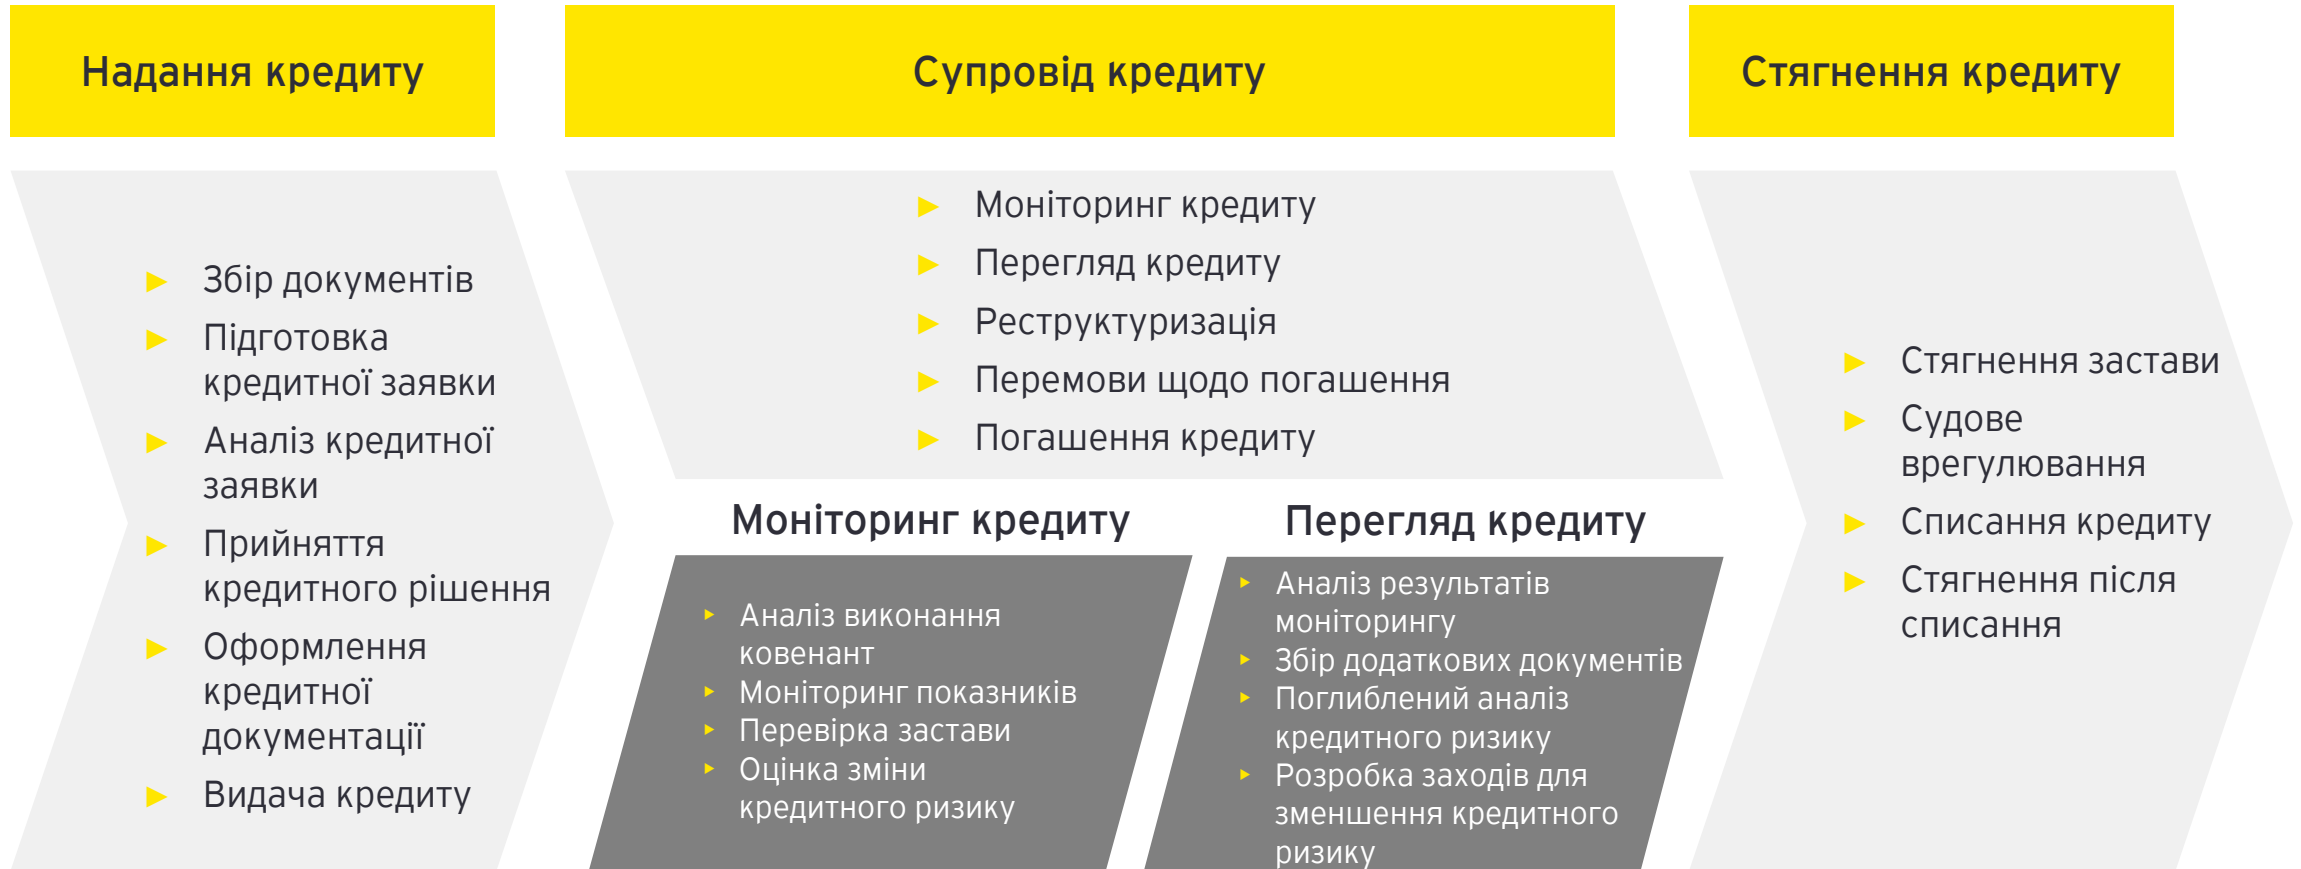 Надання кредиту
Збір документів
Підготовка
кредитної заявки
Аналіз кредитної
заявки
Прийняття
кредитного рішення
Оформлення
кредитної
документації
Видача кредиту
Супровід кредиту
Моніторинг кредиту
Перегляд кредиту
Реструктуризація
Перемови щодо погашення
Погашення кредиту
Моніторинг кредиту
Аналіз виконання
ковенант
Моніторинг показників
Перевірка застави
Оцінка зміни
кредитного ризику
Перегляд кредиту
Аналіз результатів
моніторингу
Збір додаткових документів
Поглиблений аналіз
кредитного ризику
Розробка заходів для
зменшення кредитного
ризику
Стягнення кредиту
Стягнення застави
Судове
врегулювання
Списання кредиту
Стягнення після
списання